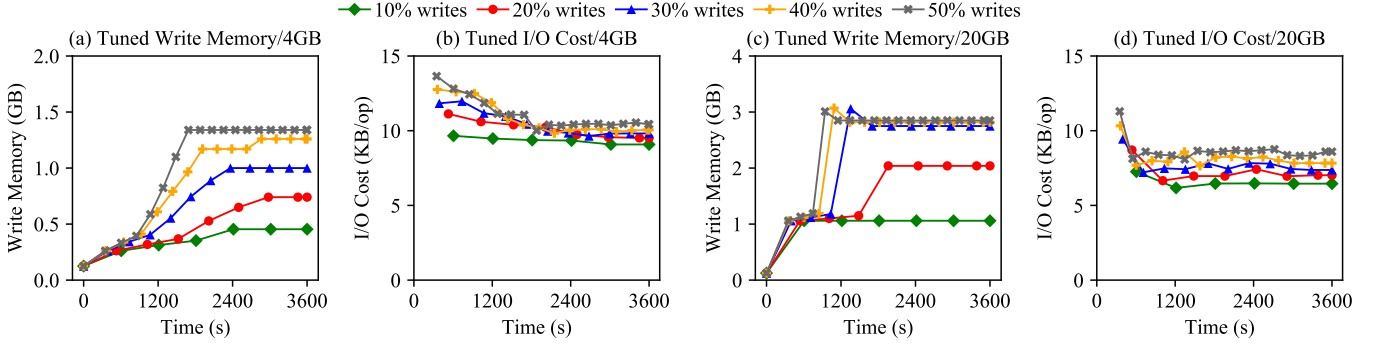 10% writes 20% writes 30% writes 40% writes 50% writes
(a) Tuned Write Memory/4GB
Write Memory (GB)
2.0
1.5
1.0
0.5
0.0
0 1200 2400 3600
Time (s)
(b) Tuned I/O Cost/4GB
I/O Cost (KB/op)
15
10
5
0
0 1200 2400 3600
Time (s)
(c) Tuned Write Memory/20GB
Write Memory (GB)
4
3
2
1
0
0 1200 2400 3600
Time (s)
(d) Tuned I/O Cost/20GB
I/O Cost (KB/op)
15
10
5
0
0 1200 2400 3600
Time (s)